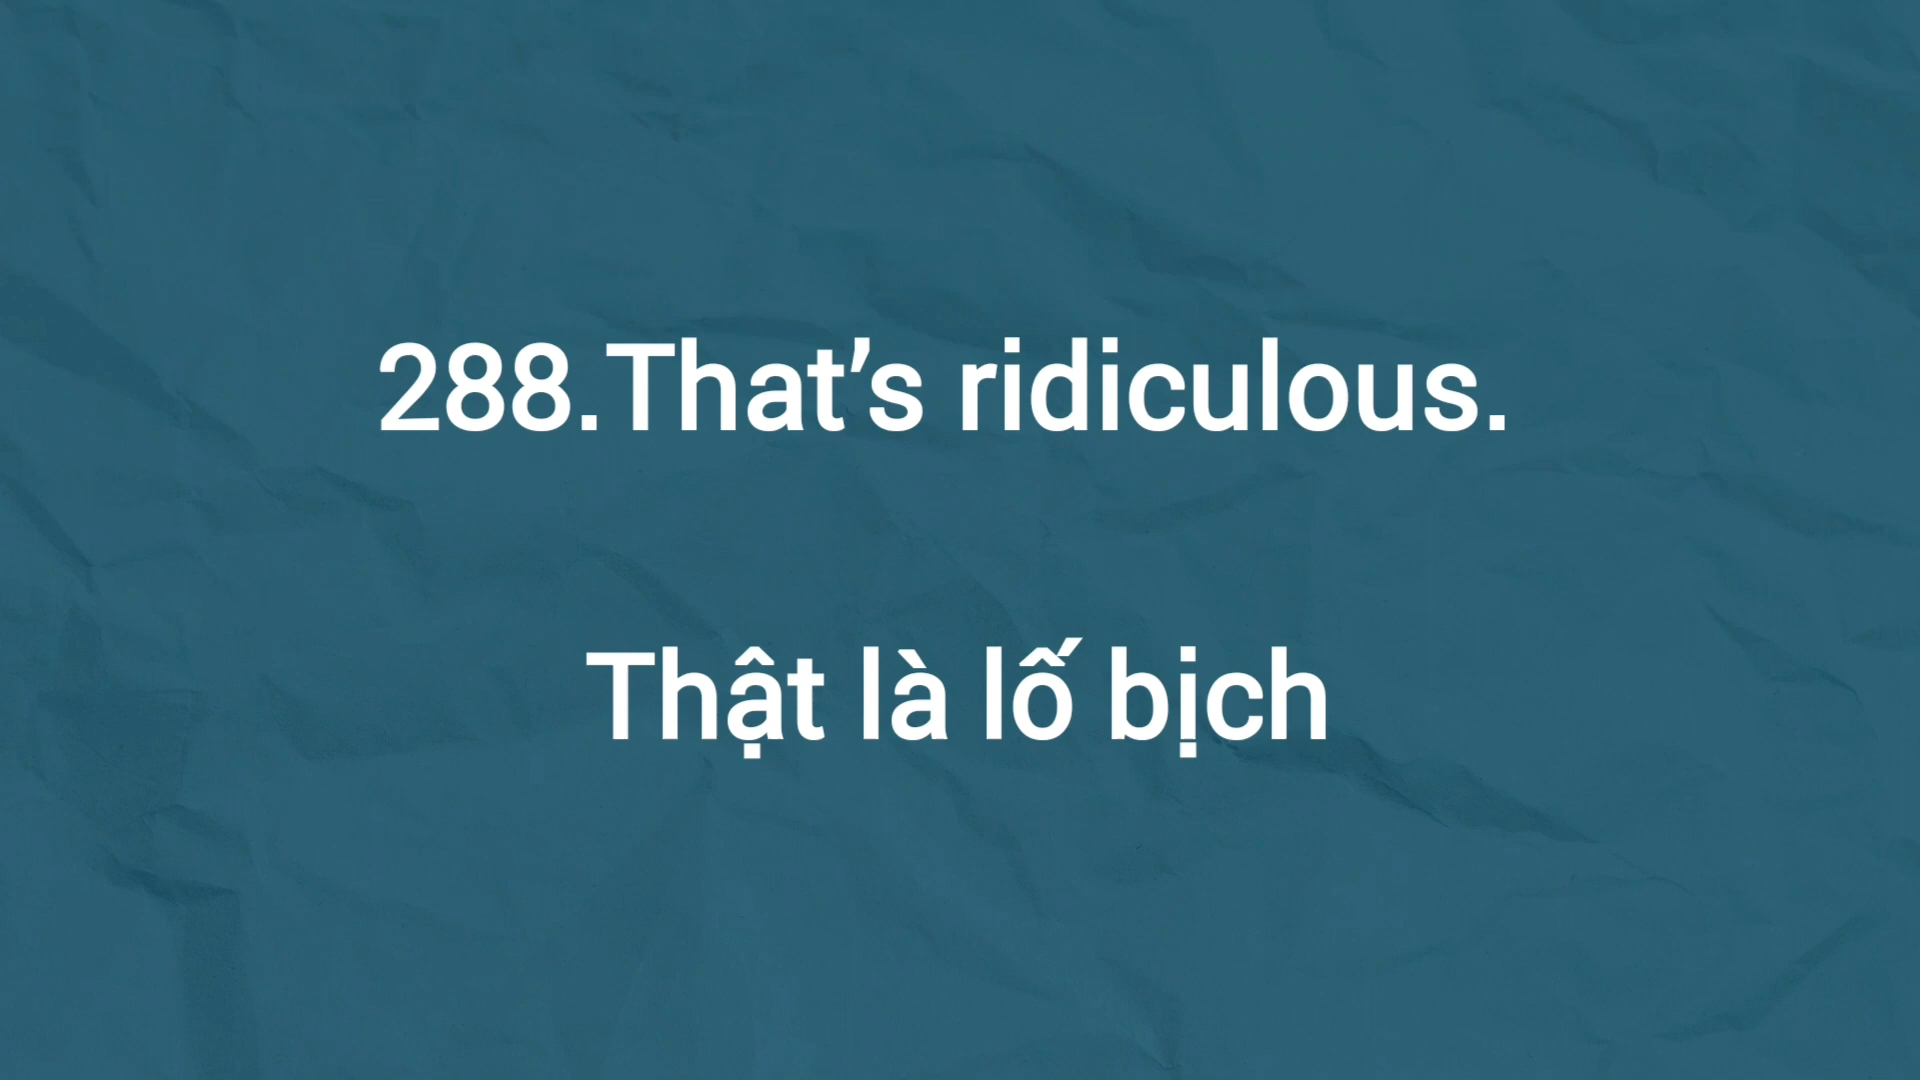 288.That’s ridiculous.
Thật là lố bịch